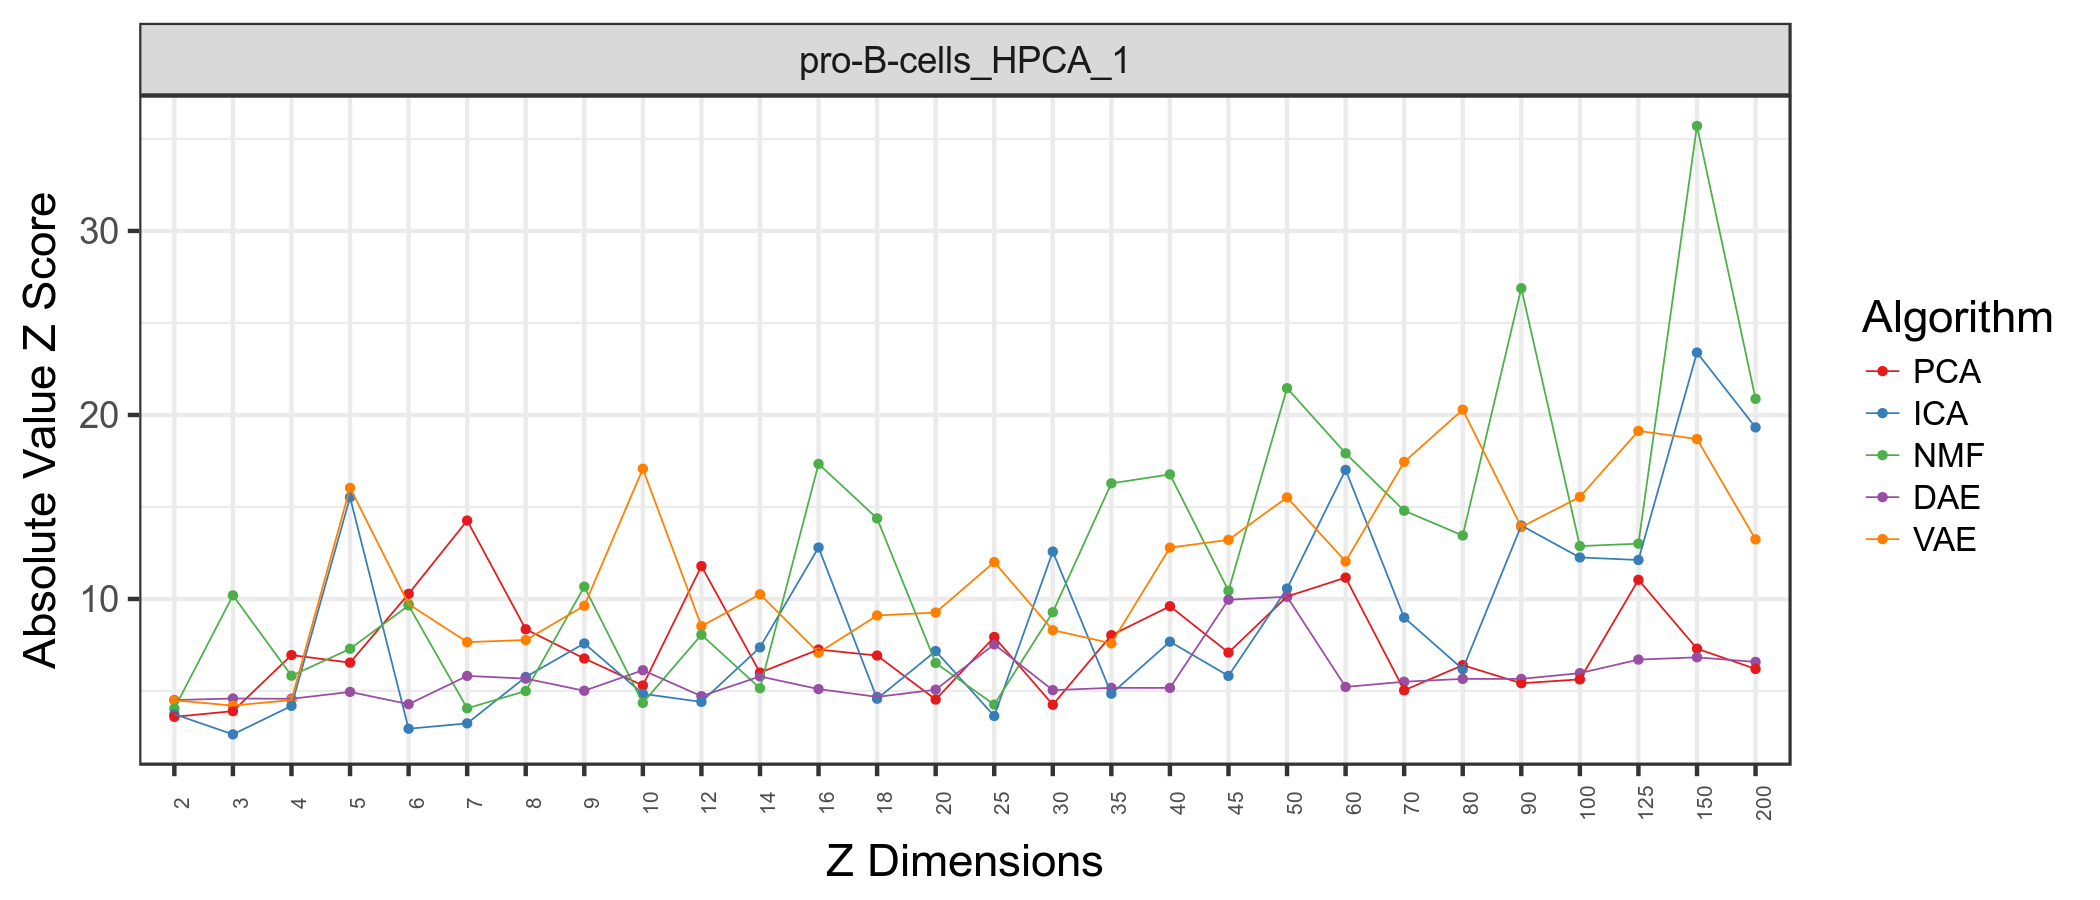 pro-B-cells_HPCA_1
Absolute Value Z Score
30
20
10
2 3 4 5 6 7 8 9 10 12 14 16 18 20 25 30 35 40 45 50 60 70 80 90 100 125 150 200
Z Dimensions
Algorithm
PCA
ICA
NMF
DAE
VAE